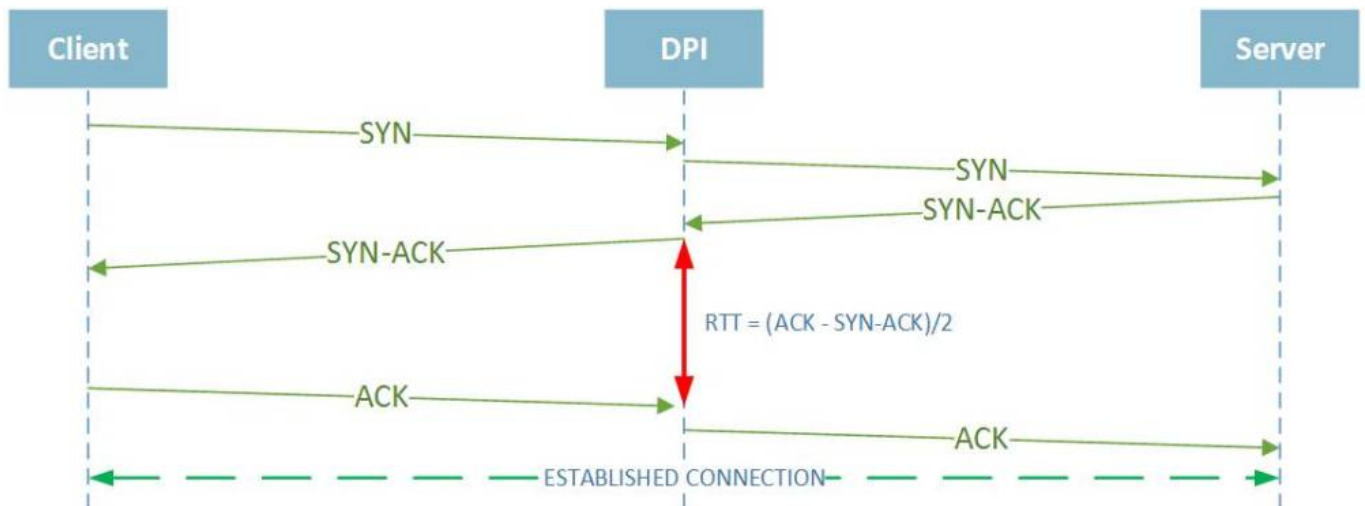 Client
DPI
Server
SYN
SYN
SYN-ACK
SYN-ACK
RTT = (ACK - SYN-ACK)/2
ACK
ACK
ESTABLISHED CONNECTION